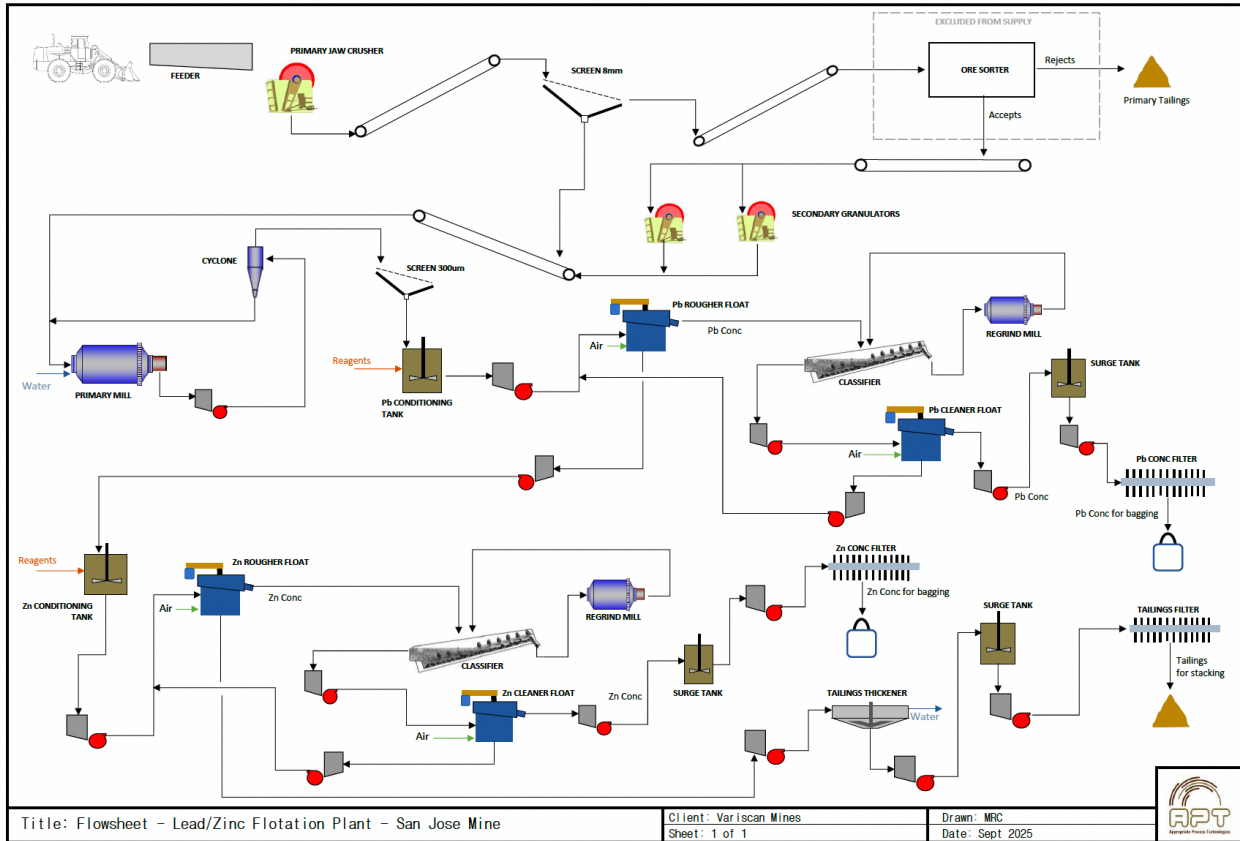 EXCLUDED FROM SUPPLY
PRIMARY JAW CRUSHER
FEEDER
SCREEN 8mm
ORE SORTER
Rejects
Primary Tailings
Accepts
SECONDARY GRANULATORS
CYCLONE
SCREEN 300um
Pb ROUGHER FLOAT
Pb Conc
REGRIND MILL
Air
Reagents
Water
PRIMARY MILL
Pb CONDITIONING
TANK
CLASSIFIER
SURGE TANK
Pb CLEANER FLOAT
Air
Pb CONC FILTER
Pb Conc
Pb Conc for bagging
Reagents
Zn CONDITIONING
TANK
Zn ROUGHER FLOAT
Zn Conc
Air
REGRIND MILL
Zn CONC FILTER
Zn Conc for bagging
CLASSIFIER
SURGE TANK
TAILINGS FILTER
Tailings
for stacking
Zn CLEANER FLOAT
Zn Conc
SURGE TANK
Air
TAILINGS THICKENER
Water
Title: Flowsheet - Lead/Zinc Flotation Plant - San Jose Mine
Client: Variscan Mines
Sheet: 1 of 1
Drawn: MRC
Date: Sept 2025
APT
Appropriate Process Technologies